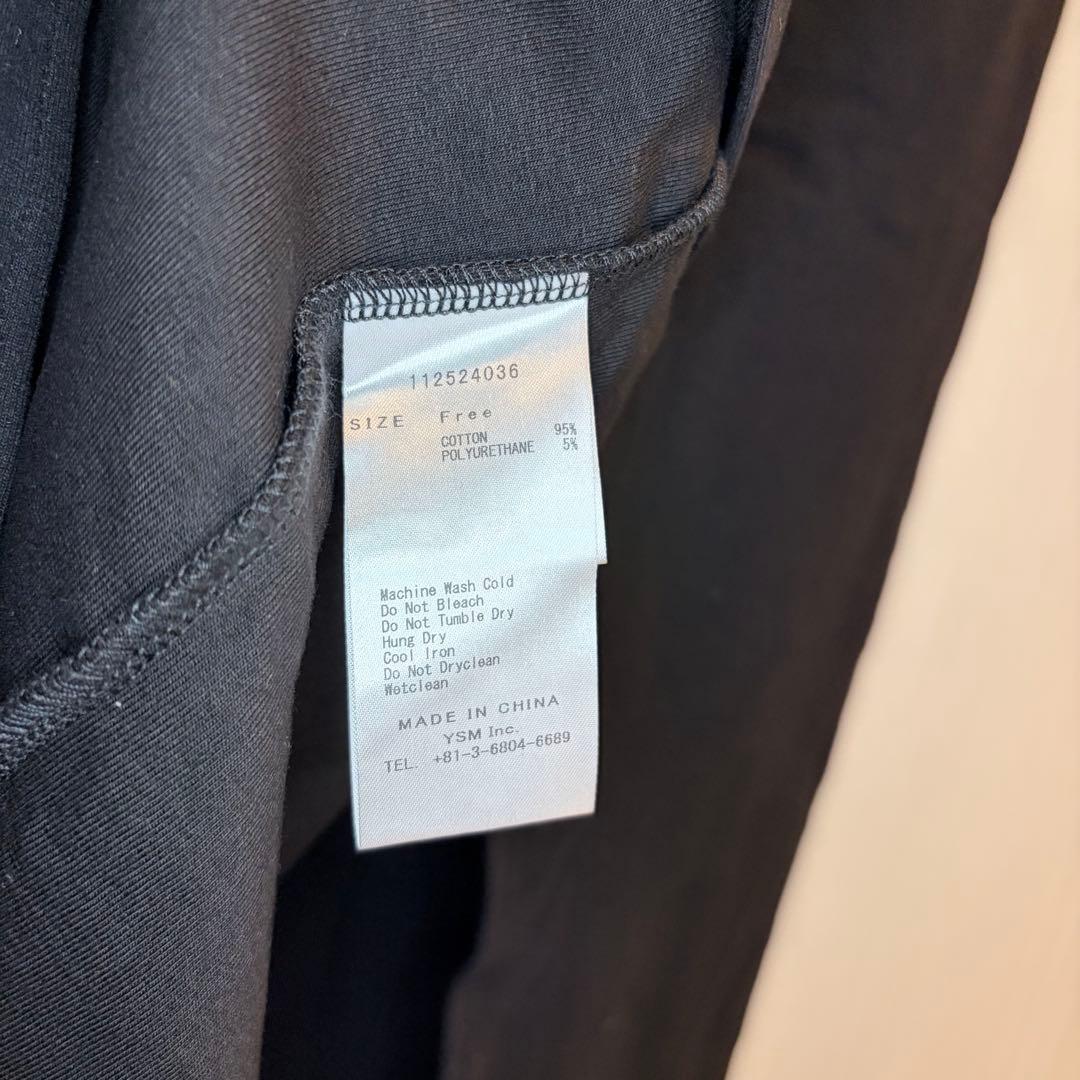 112524036
SIZE Free
COTTON 95%
POLYURETHANE 5%
Machine Wash Cold
Do Not Bleach
Do Not Tumble Dry
Hung Dry
Cool Iron
Do Not Dryclean
Wetclean
MADE IN CHINA
YSM Inc.
TEL. +81-3-6804-6689